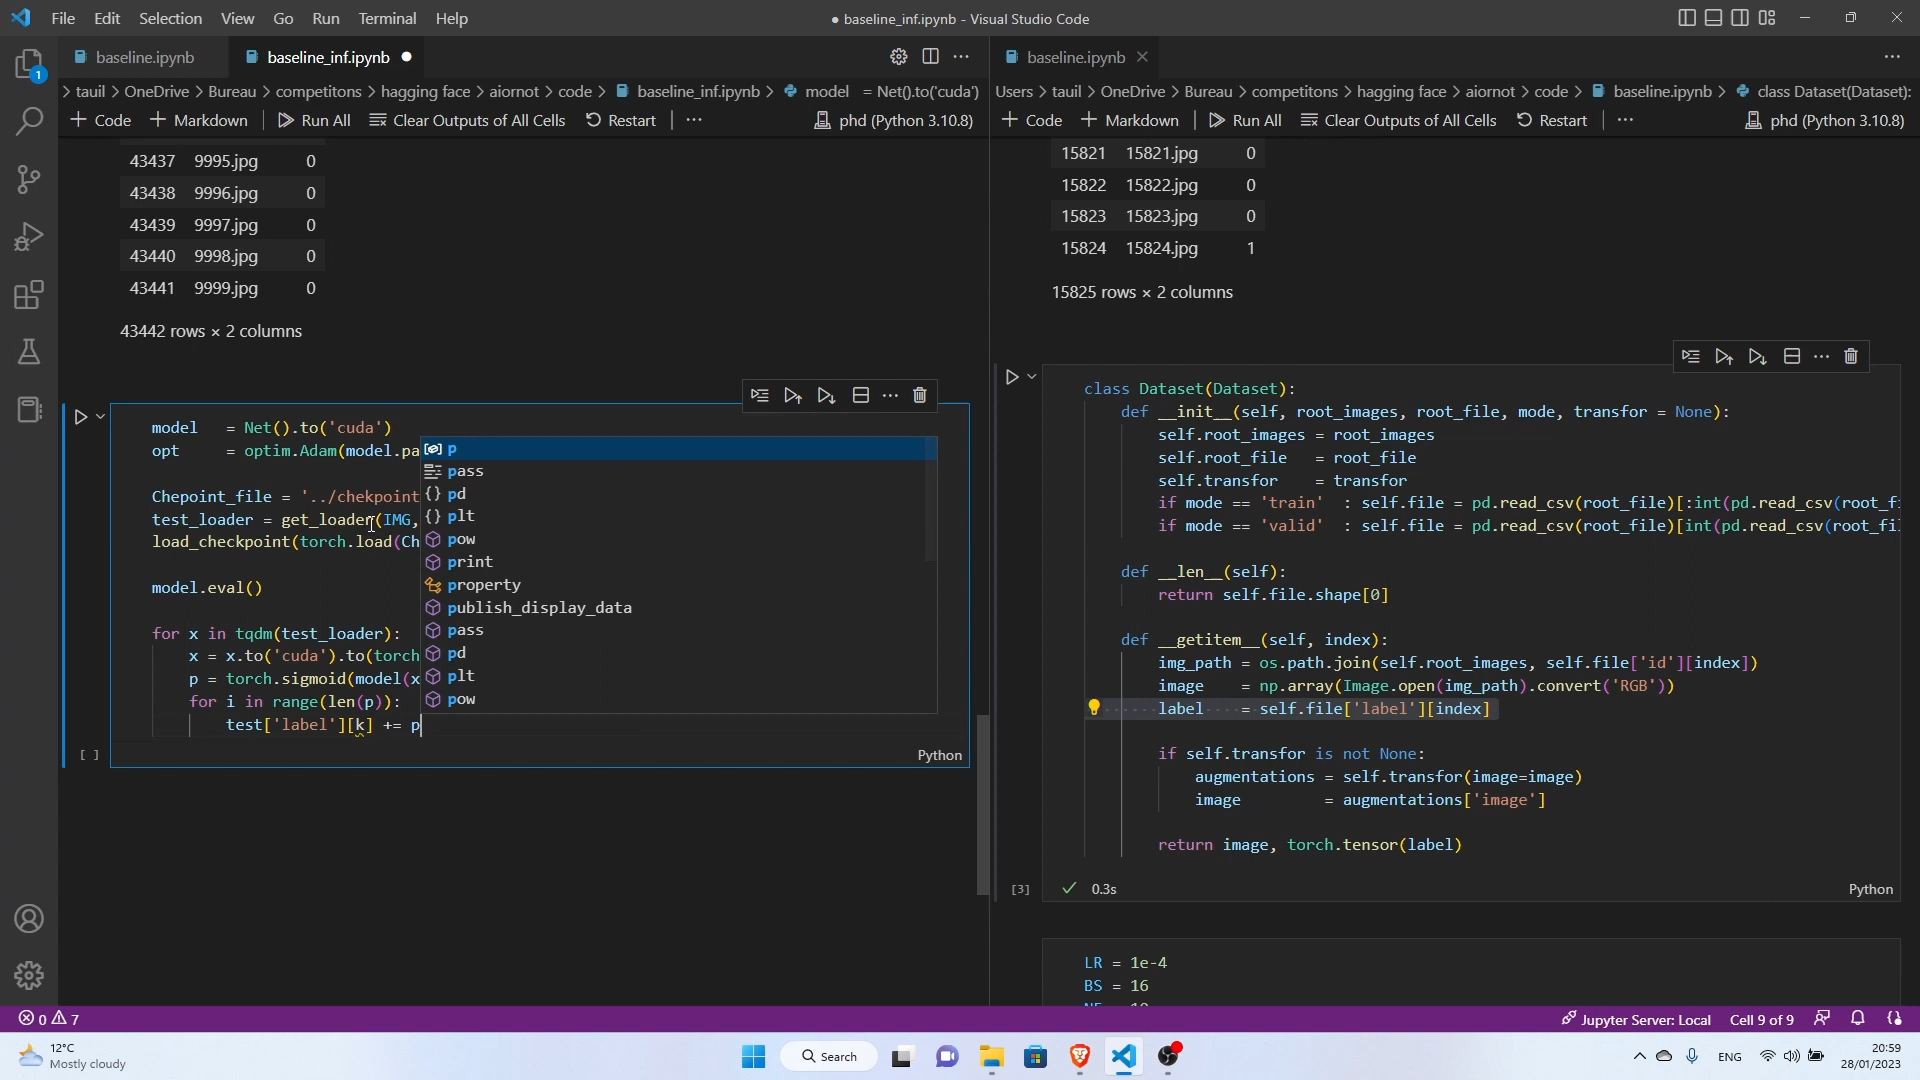 File Edit Selection View Go Run Terminal Help
● baseline_inf.ipynb - Visual Studio Code
baseline.ipynb
baseline_inf.ipynb ●
> tauil > OneDrive > Bureau > competitons > hagging face > aiornot > code > baseline_inf.ipynb > model = Net().to('cuda')
+ Code + Markdown Run All Clear Outputs of All Cells Restart ··· phd (Python 3.10.8)
43437 9995.jpg 0
43438 9996.jpg 0
43439 9997.jpg 0
43440 9998.jpg 0
43441 9999.jpg 0
43442 rows × 2 columns
model = Net().to('cuda')
opt = optim.Adam(model.pa
Chepoint_file = '../chekpoint
test_loader = get_loader(IMG,
load_checkpoint(torch.load(Ch
model.eval()
for x in tqdm(test_loader):
x = x.to('cuda').to(torch
p = torch.sigmoid(model(x
for i in range(len(p)):
test['label'][k] += p
[ ]
Python
p
pass
pd
plt
pow
print
property
publish_display_data
pass
pd
plt
pow
baseline.ipynb
Users > tauil > OneDrive > Bureau > competitons > hagging face > aiornot > code > baseline.ipynb > class Dataset(Dataset):
+ Code + Markdown Run All Clear Outputs of All Cells Restart ··· phd (Python 3.10.8)
15821 15821.jpg 0
15822 15822.jpg 0
15823 15823.jpg 0
15824 15824.jpg 1
15825 rows × 2 columns
class Dataset(Dataset):
def __init__(self, root_images, root_file, mode, transfor = None):
self.root_images = root_images
self.root_file = root_file
self.transfor = transfor
if mode == 'train' : self.file = pd.read_csv(root_file)[:int(pd.read_csv(root_f
if mode == 'valid' : self.file = pd.read_csv(root_file)[int(pd.read_csv(root_fi
def __len__(self):
return self.file.shape[0]
def __getitem__(self, index):
img_path = os.path.join(self.root_images, self.file['id'][index])
image = np.array(Image.open(img_path).convert('RGB'))
label = self.file['label'][index]
if self.transfor is not None:
augmentations = self.transfor(image=image)
image = augmentations['image']
return image, torch.tensor(label)
[3] 0.3s
Python
LR = 1e-4
BS = 16
1
0 7
Jupyter Server: Local Cell 9 of 9
12°C
Mostly cloudy
Search
ENG
20:59
28/01/2023